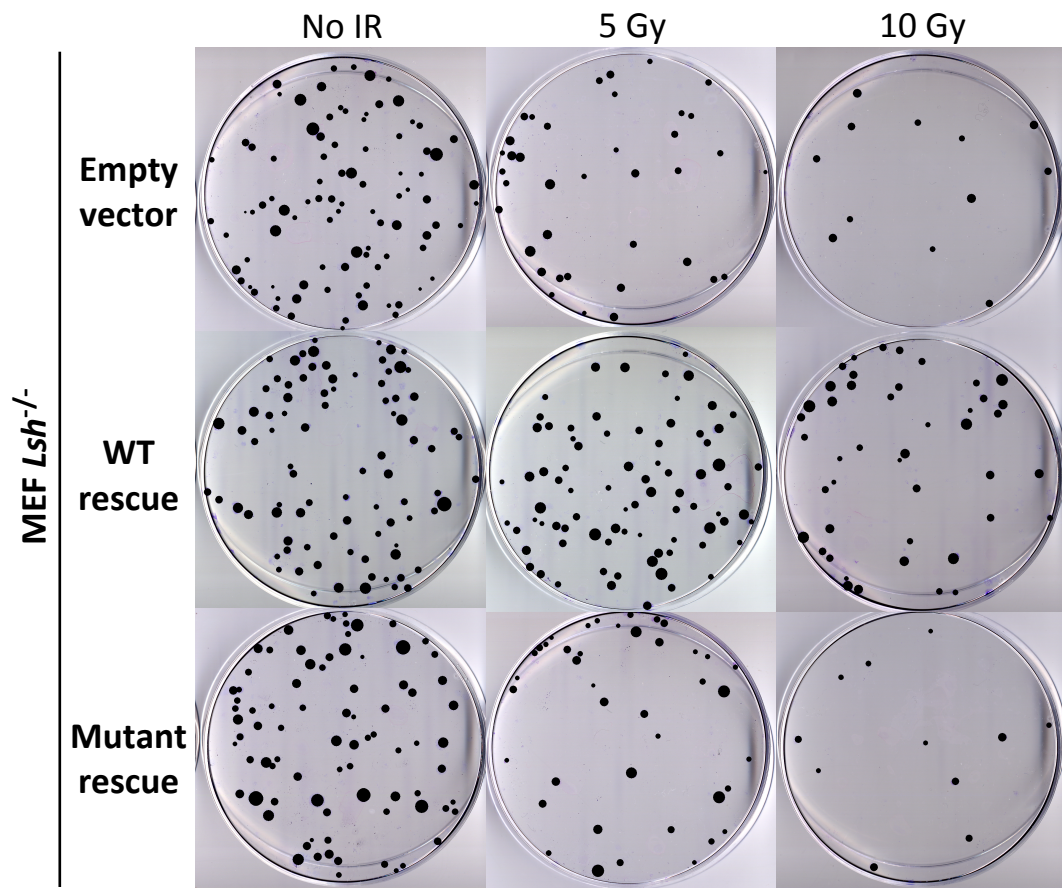 No IR
5 Gy
10 Gy
MEF Lsh-/-
Empty
vector
WT
rescue
Mutant
rescue